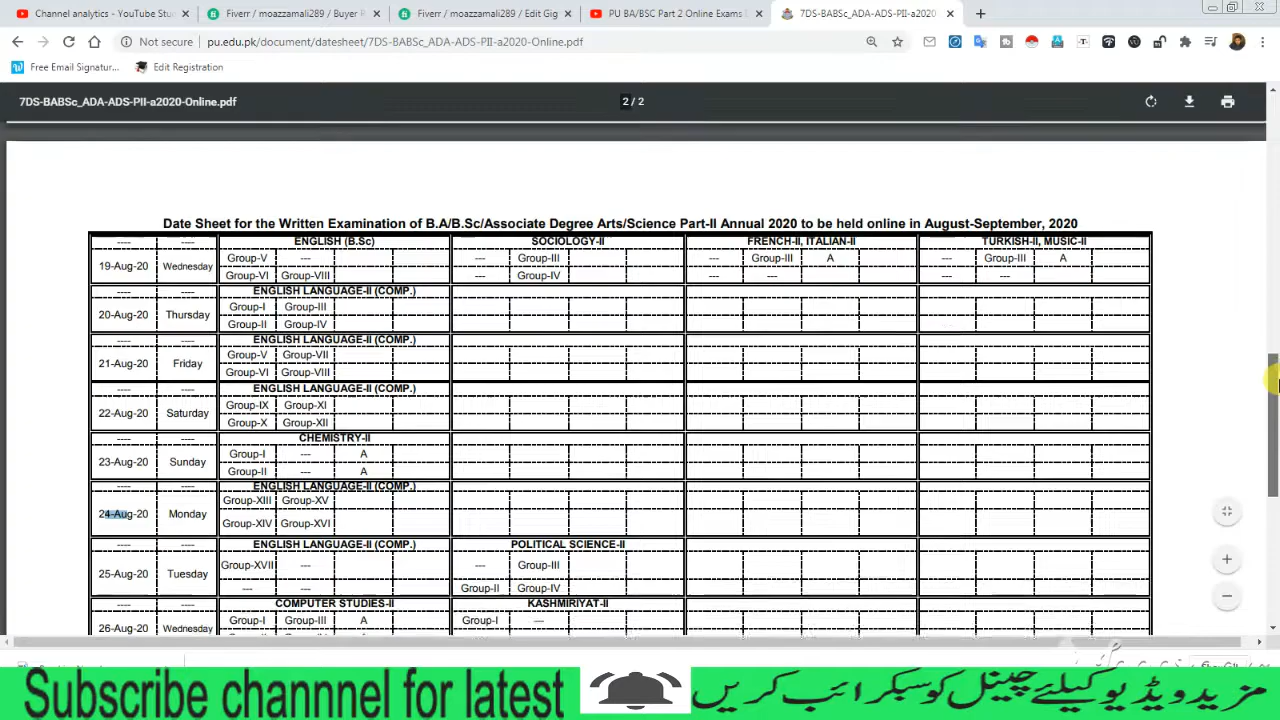 Channel analytics - YouTube Stu
Fiverr / moazzamali289 / Buyer R
Fiverr / moazzamali289 / Edit Gig
PU BA/BSC Part 2 Online Exams
7DS-BABSc_ADA-ADS-PII-a2020
Not secure | pu.edu.pk/document/datesheet/7DS-BABSc_ADA-ADS-PII-a2020-Online.pdf
Free Email Signatur...
Edit Registration
7DS-BABSc_ADA-ADS-PII-a2020-Online.pdf
2 / 2
Date Sheet for the Written Examination of B.A/B.Sc/Associate Degree Arts/Science Part-II Annual 2020 to be held online in August-September, 2020
---- ---- ENGLISH (B.Sc) SOCIOLOGY-II FRENCH-II, ITALIAN-II TURKISH-II, MUSIC-II
19-Aug-20 Wednesday
Group-V --- --- Group-III --- Group-III A --- Group-III A
Group-VI Group-VIII --- Group-IV --- --- --- ---
---- ---- ENGLISH LANGUAGE-II (COMP.)
20-Aug-20 Thursday
Group-I Group-III
Group-II Group-IV
---- ---- ENGLISH LANGUAGE-II (COMP.)
21-Aug-20 Friday
Group-V Group-VII
Group-VI Group-VIII
---- ---- ENGLISH LANGUAGE-II (COMP.)
22-Aug-20 Saturday
Group-IX Group-XI
Group-X Group-XII
---- ---- CHEMISTRY-II
23-Aug-20 Sunday
Group-I --- A
Group-II --- A
---- ---- ENGLISH LANGUAGE-II (COMP.)
24-Aug-20 Monday
Group-XIII Group-XV
Group-XIV Group-XVI
---- ---- ENGLISH LANGUAGE-II (COMP.) POLITICAL SCIENCE-II
25-Aug-20 Tuesday
Group-XVII --- --- Group-III
--- --- Group-II Group-IV
---- ---- COMPUTER STUDIES-II KASHMIRIYAT-II
26-Aug-20 Wednesday
Group-I Group-III A Group-I ---
Subscribe channnel for latest
مزید ویڈیو کیلئے چینل کو سبکرائب کریں